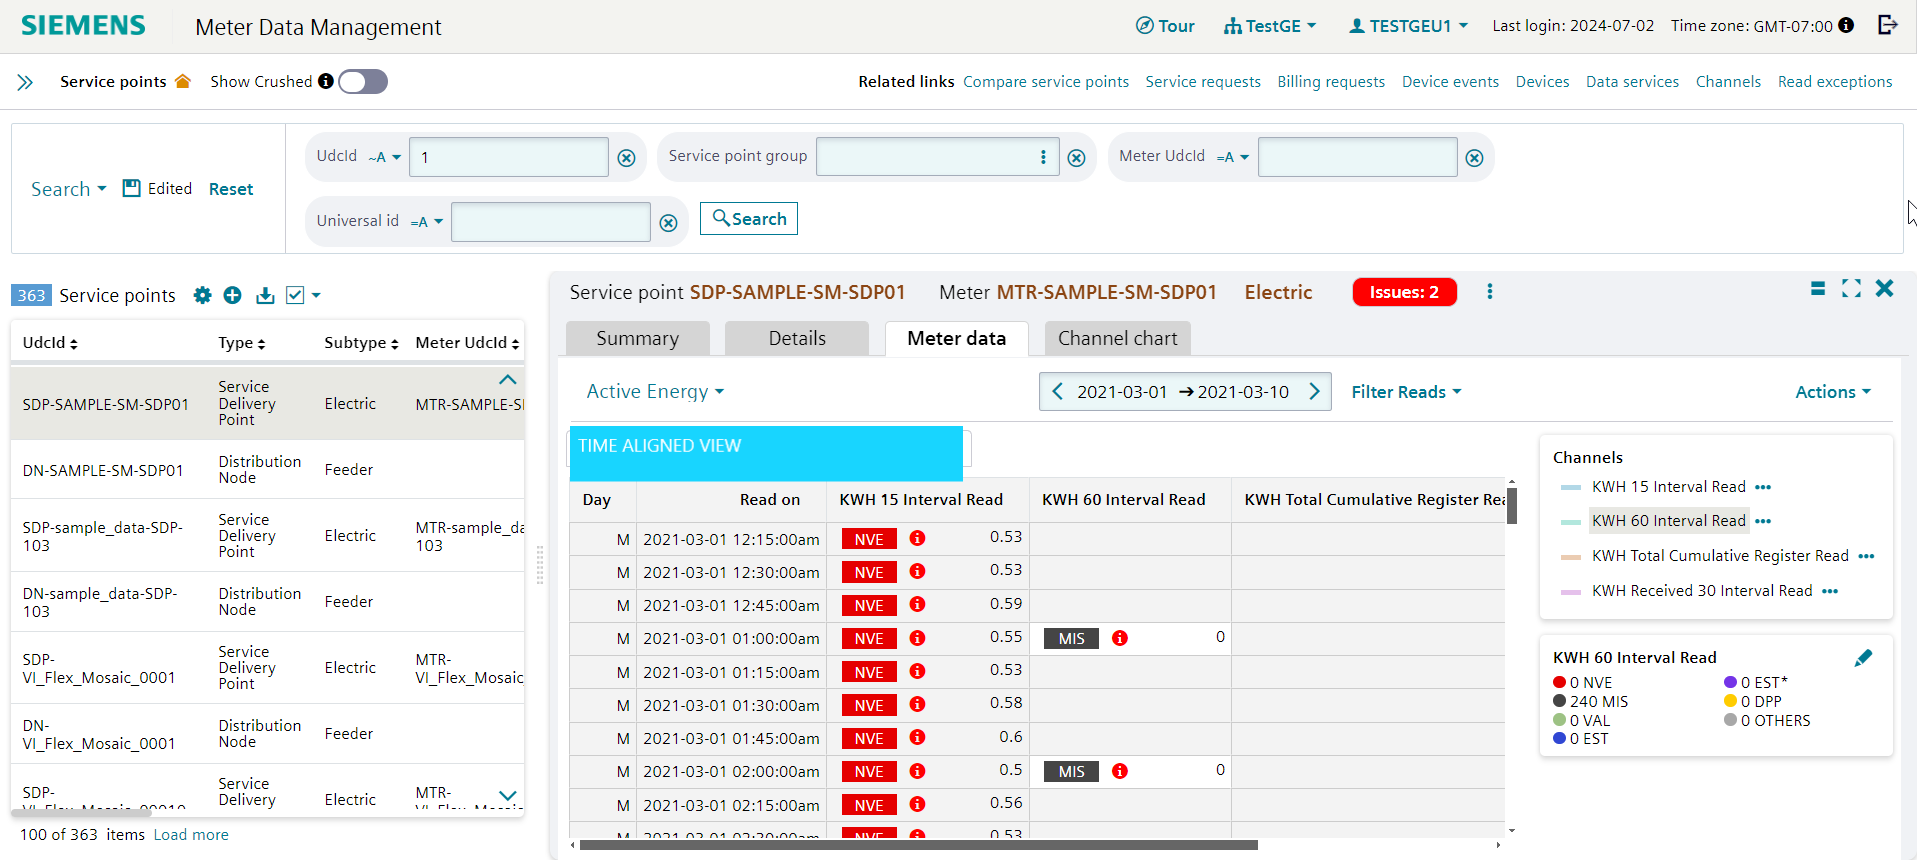 SIEMENS Meter Data Management Tour TestGE TESTGEU1 Last login: 2024-07-02 Time zone: GMT-07:00
Service points Show Crushed Related links Compare service points Service requests Billing requests Device events Devices Data services Channels Read exceptions
Search Edited Reset
UdcId ~A 1 Service point group Meter UdcId =A
Universal id =A Search
363 Service points
UdcId Type Subtype Meter UdcId
SDP-SAMPLE-SM-SDP01 Service Delivery Point Electric MTR-SAMPLE-S
DN-SAMPLE-SM-SDP01 Distribution Node Feeder
SDP-sample_data-SDP-103 Service Delivery Point Electric MTR-sample_da 103
DN-sample_data-SDP-103 Distribution Node Feeder
SDP-VI_Flex_Mosaic_0001 Service Delivery Point Electric MTR-VI_Flex_Mosaic_
DN-VI_Flex_Mosaic_0001 Distribution Node Feeder
SDP- Service Delivery Electric MTR-
100 of 363 items Load more
Service point SDP-SAMPLE-SM-SDP01 Meter MTR-SAMPLE-SM-SDP01 Electric Issues: 2
Summary Details Meter data Channel chart
Active Energy 2021-03-01 → 2021-03-10 Filter Reads Actions
TIME ALIGNED VIEW
Day Read on KWH 15 Interval Read KWH 60 Interval Read KWH Total Cumulative Register Rea
M 2021-03-01 12:15:00am NVE 0.53
M 2021-03-01 12:30:00am NVE 0.53
M 2021-03-01 12:45:00am NVE 0.59
M 2021-03-01 01:00:00am NVE 0.55 MIS 0
M 2021-03-01 01:15:00am NVE 0.53
M 2021-03-01 01:30:00am NVE 0.58
M 2021-03-01 01:45:00am NVE 0.6
M 2021-03-01 02:00:00am NVE 0.5 MIS 0
M 2021-03-01 02:15:00am NVE 0.56
M 2021-03-01 02:30:00am NVE 0.53
Channels
KWH 15 Interval Read
KWH 60 Interval Read
KWH Total Cumulative Register Read
KWH Received 30 Interval Read
KWH 60 Interval Read
0 NVE 0 EST*
240 MIS 0 DPP
0 VAL 0 OTHERS
0 EST